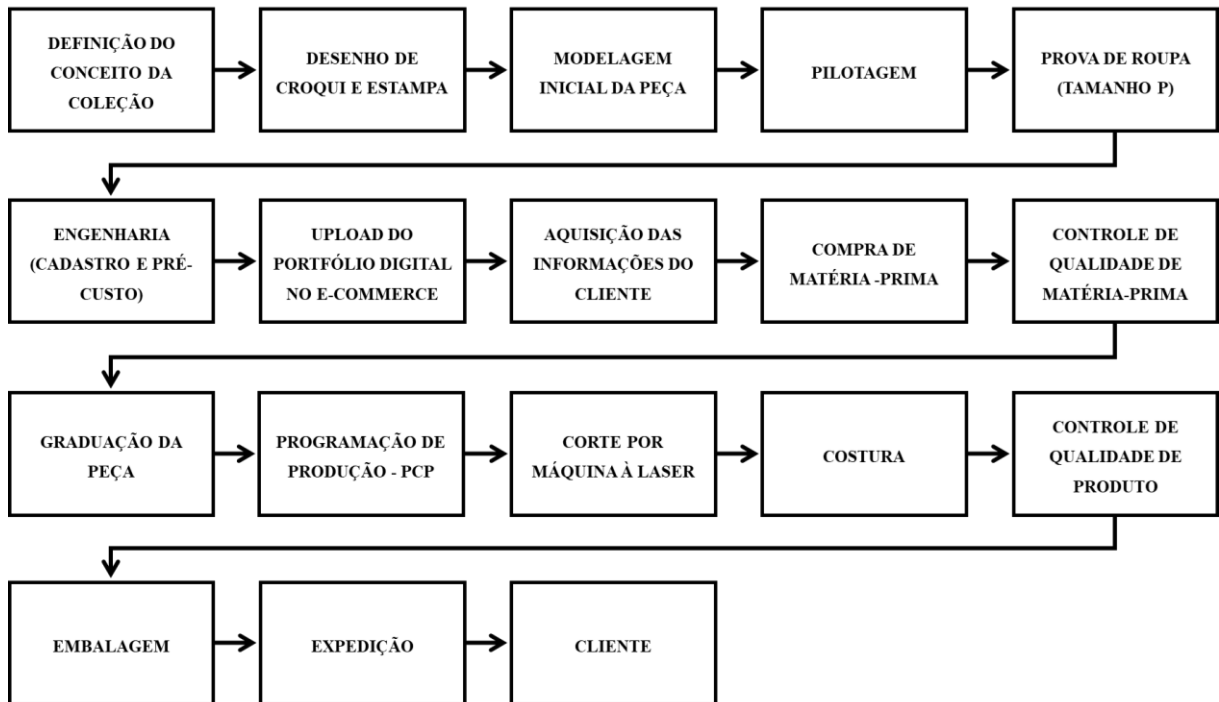 DEFINIÇÃO DO
CONCEITO DA
COLEÇÃO
DESENHO DE
CROQUI E ESTAMPA
MODELAGEM
INICIAL DA PEÇA
PILOTAGEM
PROVA DE ROUPA
(TAMANHO P)
ENGENHARIA
(CADASTRO E PRÉ-
CUSTO)
UPLOAD DO
PORTFÓLIO DIGITAL
NO E-COMMERCE
AQUISIÇÃO DAS
INFORMAÇÕES DO
CLIENTE
COMPRA DE
MATÉRIA -PRIMA
CONTROLE DE
QUALIDADE DE
MATÉRIA-PRIMA
GRADUAÇÃO DA
PEÇA
PROGRAMAÇÃO DE
PRODUÇÃO - PCP
CORTE POR
MÁQUINA À LASER
COSTURA
CONTROLE DE
QUALIDADE DE
PRODUTO
EMBALAGEM
EXPEDIÇÃO
CLIENTE